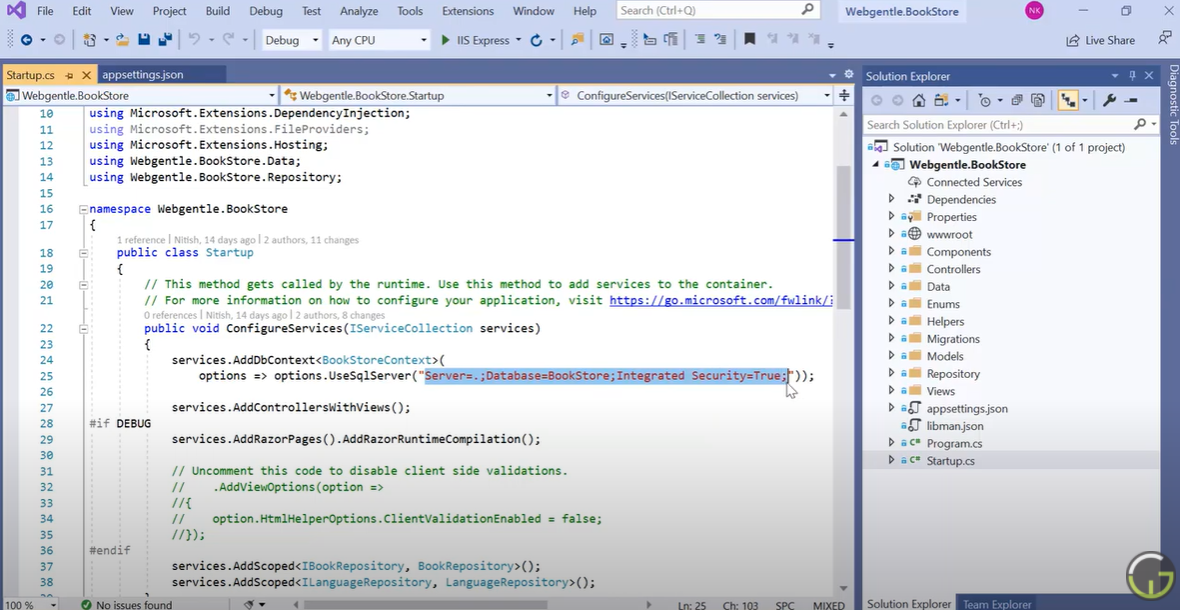 File Edit View Project Build Debug Test Analyze Tools Extensions Window Help Search (Ctrl+Q) Webgentle.BookStore NK
Debug Any CPU IIS Express Live Share
Startup.cs appsettings.json
Webgentle.BookStore Webgentle.BookStore.Startup ConfigureServices(IServiceCollection services)
10 using Microsoft.Extensions.DependencyInjection;
11 using Microsoft.Extensions.FileProviders;
12 using Microsoft.Extensions.Hosting;
13 using Webgentle.BookStore.Data;
14 using Webgentle.BookStore.Repository;
15
16 namespace Webgentle.BookStore
17 {
1 reference | Nitish, 14 days ago | 2 authors, 11 changes
18 public class Startup
19 {
20 // This method gets called by the runtime. Use this method to add services to the container.
21 // For more information on how to configure your application, visit https://go.microsoft.com/fwlink/?
0 references | Nitish, 14 days ago | 2 authors, 8 changes
22 public void ConfigureServices(IServiceCollection services)
23 {
24 services.AddDbContext<BookStoreContext>(
25 options => options.UseSqlServer("Server=.;Database=BookStore;Integrated Security=True;"));
26
27 services.AddControllersWithViews();
28 #if DEBUG
29 services.AddRazorPages().AddRazorRuntimeCompilation();
30
31 // Uncomment this code to disable client side validations.
32 // .AddViewOptions(option =>
33 //{
34 // option.HtmlHelperOptions.ClientValidationEnabled = false;
35 //});
36 #endif
37 services.AddScoped<IBookRepository, BookRepository>();
38 services.AddScoped<ILanguageRepository, LanguageRepository>();
100 % No issues found Ln: 25 Ch: 103 SPC MIXED
Solution Explorer
Search Solution Explorer (Ctrl+;)
Solution 'Webgentle.BookStore' (1 of 1 project)
Webgentle.BookStore
Connected Services
Dependencies
Properties
wwwroot
Components
Controllers
Data
Enums
Helpers
Migrations
Models
Repository
Views
appsettings.json
libman.json
C# Program.cs
C# Startup.cs
Solution Explorer Team Explorer
Diagnostic Tools